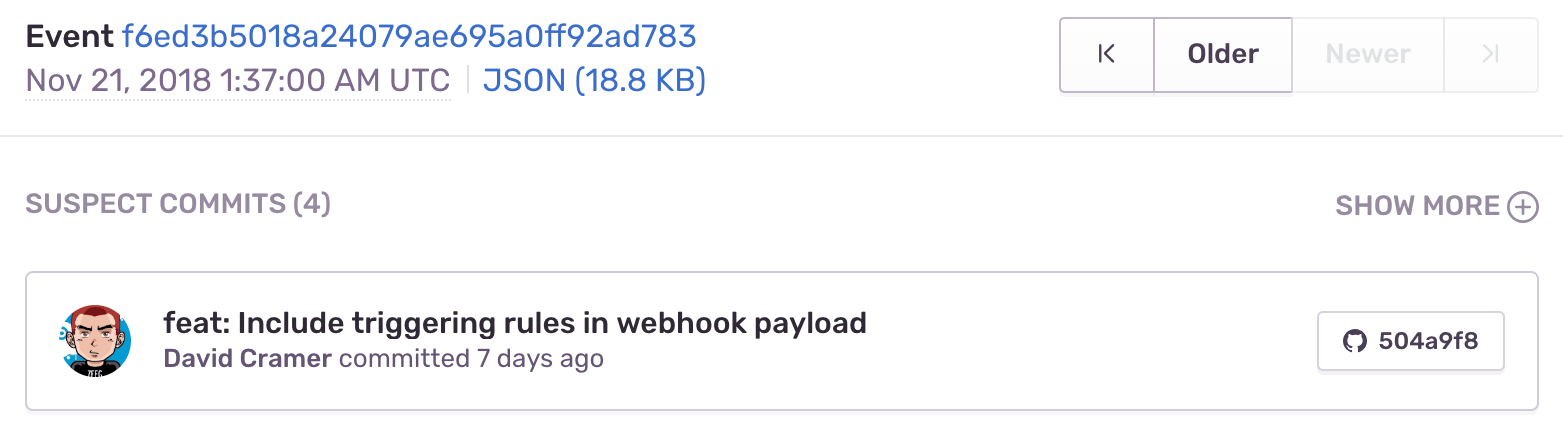 Event f6ed3b5018a24079ae695a0ff92ad783
Nov 21, 2018 1:37:00 AM UTC JSON (18.8 KB)
Older Newer
SUSPECT COMMITS (4)
SHOW MORE
feat: Include triggering rules in webhook payload
David Cramer committed 7 days ago
504a9f8
ZEEG